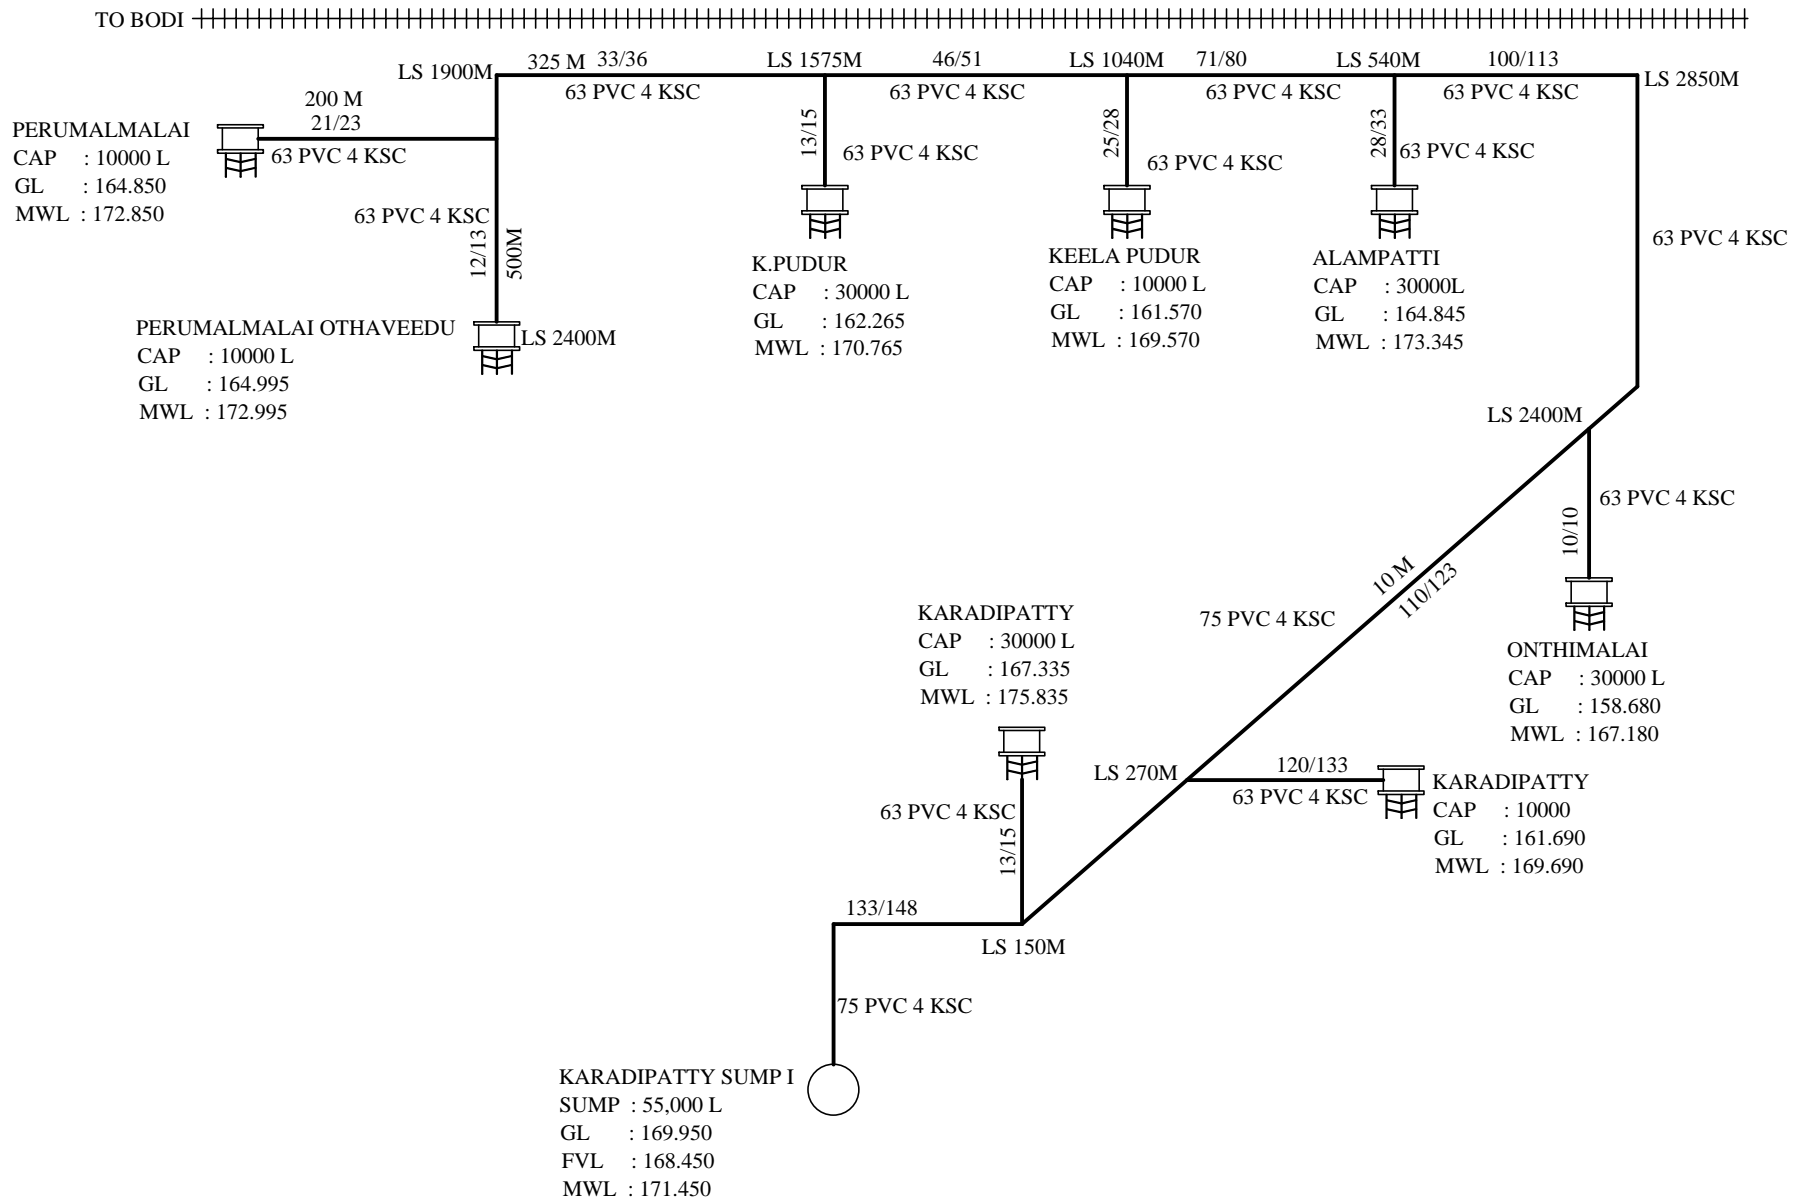 TO BODI
LS 1900M
325 M 33/36
LS 1575M
46/51
LS 1040M
71/80
LS 540M
100/113
LS 2850M
63 PVC 4 KSC
63 PVC 4 KSC
63 PVC 4 KSC
63 PVC 4 KSC
200 M
21/23
63 PVC 4 KSC
PERUMALMALAI
CAP : 10000 L
GL : 164.850
MWL : 172.850
13/15
63 PVC 4 KSC
25/28
63 PVC 4 KSC
28/33
63 PVC 4 KSC
63 PVC 4 KSC
12/13
500M
63 PVC 4 KSC
PERUMALMALAI OTHAVEEDU
CAP : 10000 L
GL : 164.995
MWL : 172.995
LS 2400M
K.PUDUR
CAP : 30000 L
GL : 162.265
MWL : 170.765
KEELA PUDUR
CAP : 10000 L
GL : 161.570
MWL : 169.570
ALAMPATTI
CAP : 30000L
GL : 164.845
MWL : 173.345
LS 2400M
63 PVC 4 KSC
10/10
10 M
110/123
75 PVC 4 KSC
ONTHIMALAI
CAP : 30000 L
GL : 158.680
MWL : 167.180
KARADIPATTY
CAP : 30000 L
GL : 167.335
MWL : 175.835
LS 270M
120/133
63 PVC 4 KSC
KARADIPATTY
CAP : 10000
GL : 161.690
MWL : 169.690
63 PVC 4 KSC
13/15
133/148
LS 150M
75 PVC 4 KSC
KARADIPATTY SUMP I
SUMP : 55,000 L
GL : 169.950
FVL : 168.450
MWL : 171.450